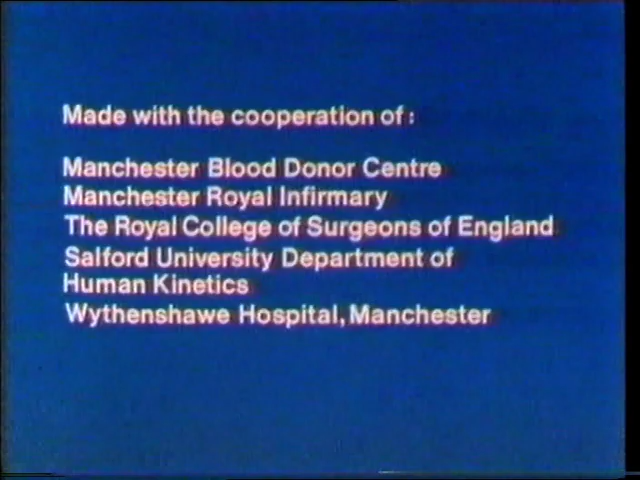 Made with the cooperation of:
Manchester Blood Donor Centre
Manchester Royal Infirmary
The Royal College of Surgeons of England
Salford University Department of
Human Kinetics
Wythenshawe Hospital, Manchester